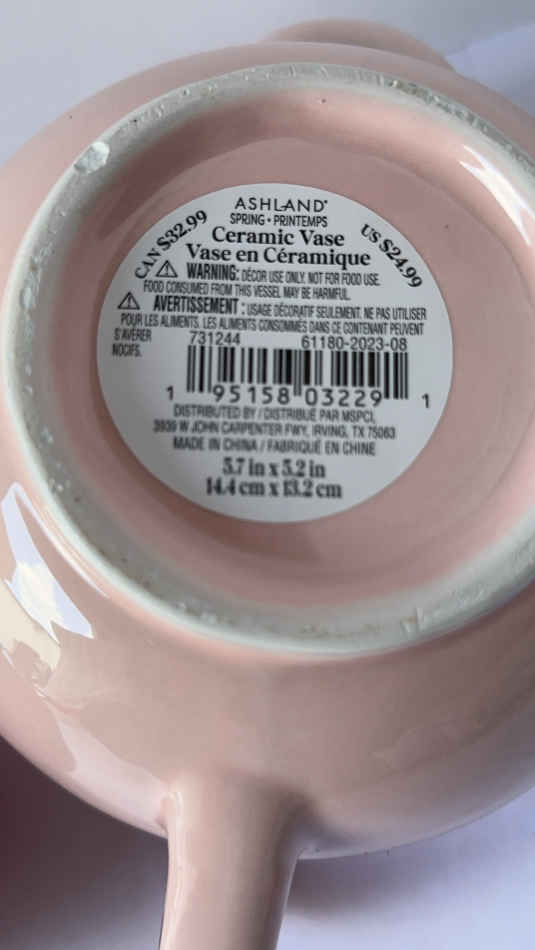 ASHLAND®
SPRING • PRINTEMPS
CAN $32.99
US $24.99
Ceramic Vase
Vase en Céramique
⚠ WARNING: DÉCOR USE ONLY. NOT FOR FOOD USE.
FOOD CONSUMED FROM THIS VESSEL MAY BE HARMFUL.
⚠ AVERTISSEMENT : USAGE DÉCORATIF SEULEMENT. NE PAS UTILISER
POUR LES ALIMENTS. LES ALIMENTS CONSOMMÉS DANS CE CONTENANT PEUVENT
S'AVÉRER
NOCIFS.
731244 61180-2023-08
1 95158 03229 1
DISTRIBUTED BY / DISTRIBUÉ PAR MSPCI,
3939 W JOHN CARPENTER FWY, IRVING, TX 75063
MADE IN CHINA / FABRIQUÉ EN CHINE
5.7 in x 5.2 in
14.4 cm x 13.2 cm